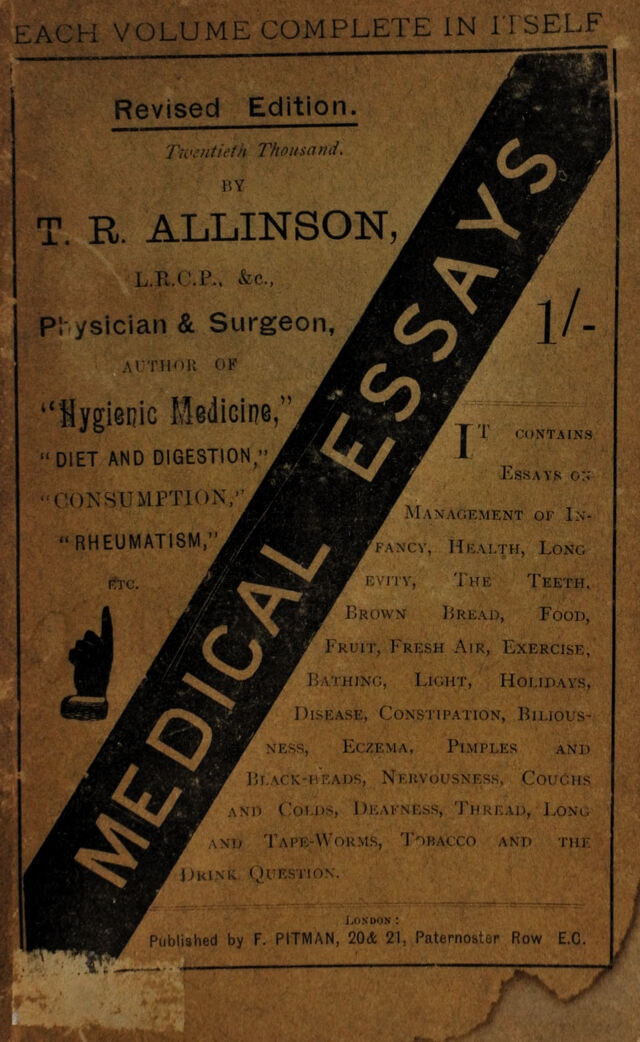 EACH VOLUME COMPLETE IN ITSELF
Revised Edition.
Twentieth Thousand.
BY
T. R. ALLINSON,
L.R.C.P., &c.,
Physician & Surgeon,
AUTHOR OF
"Hygienic Medicine,"
"DIET AND DIGESTION,"
"CONSUMPTION,"
"RHEUMATISM,"
ETC.
MEDICAL ESSAYS
1/-
IT CONTAINS
ESSAYS ON
MANAGEMENT OF IN-
FANCY, HEALTH, LONG
EVITY, THE TEETH,
BROWN BREAD, FOOD,
FRUIT, FRESH AIR, EXERCISE,
BATHING, LIGHT, HOLIDAYS,
DISEASE, CONSTIPATION, BILIOUS-
NESS, ECZEMA, PIMPLES AND
BLACK-HEADS, NERVOUSNESS, COUGHS
AND COLDS, DEAFNESS, THREAD, LONG
AND TAPE-WORMS, TOBACCO AND THE
DRINK QUESTION.
LONDON:
Published by F. PITMAN, 20 & 21, Paternoster Row E.C.